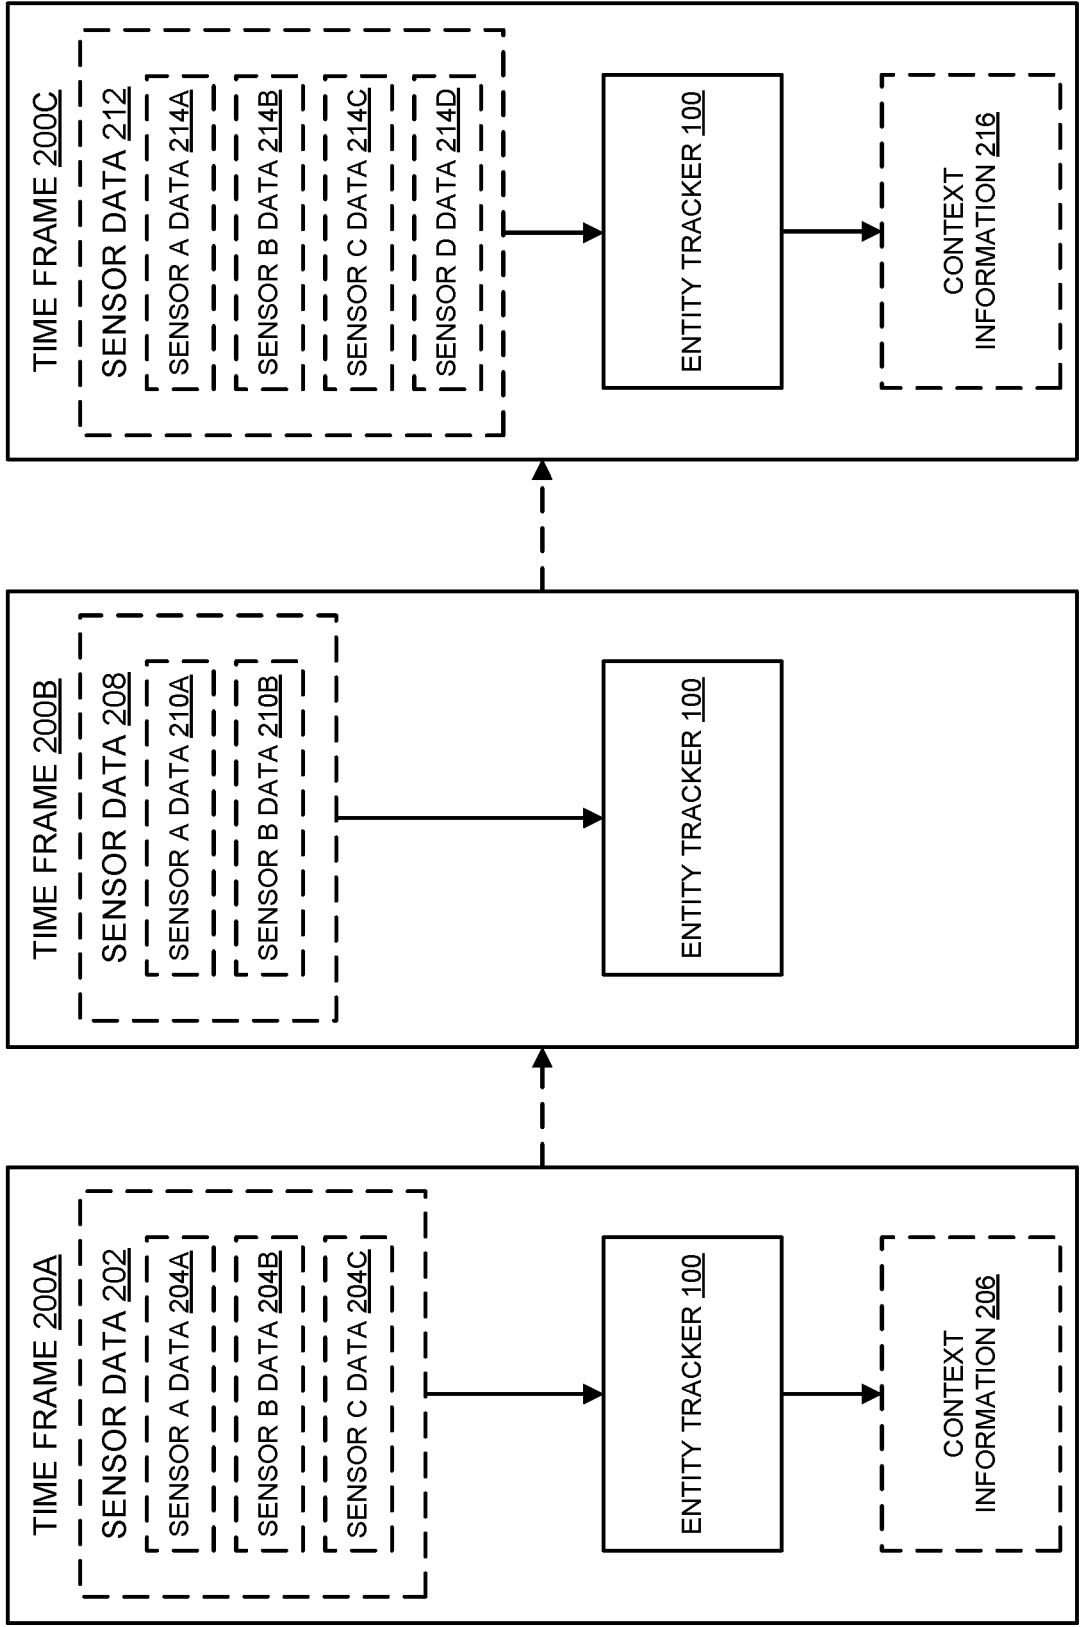 TIME FRAME 200A
SENSOR DATA 202
SENSOR A DATA 204A
SENSOR B DATA 204B
SENSOR C DATA 204C
ENTITY TRACKER 100
CONTEXT
INFORMATION 206
TIME FRAME 200B
SENSOR DATA 208
SENSOR A DATA 210A
SENSOR B DATA 210B
ENTITY TRACKER 100
TIME FRAME 200C
SENSOR DATA 212
SENSOR A DATA 214A
SENSOR B DATA 214B
SENSOR C DATA 214C
SENSOR D DATA 214D
ENTITY TRACKER 100
CONTEXT
INFORMATION 216